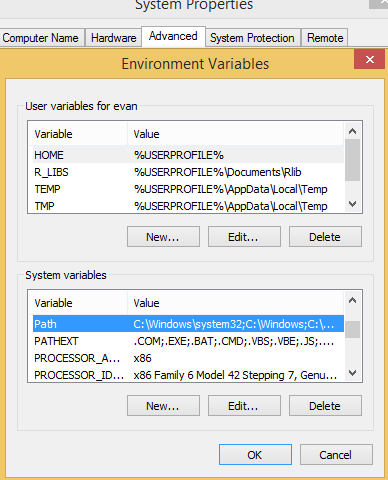 System Properties
Computer Name Hardware Advanced System Protection Remote
Environment Variables
User variables for evan
Variable Value
HOME %USERPROFILE%
R_LIBS %USERPROFILE%\Documents\Rlib
TEMP %USERPROFILE%\AppData\Local\Temp
TMP %USERPROFILE%\AppData\Local\Temp
New... Edit... Delete
System variables
Variable Value
Path C:\Windows\system32;C:\Windows;C:\...
PATHEXT .COM;.EXE;.BAT;.CMD;.VBS;.VBE;.JS;....
PROCESSOR_A... x86
PROCESSOR_ID... x86 Family 6 Model 42 Stepping 7, Genu...
New... Edit... Delete
OK Cancel